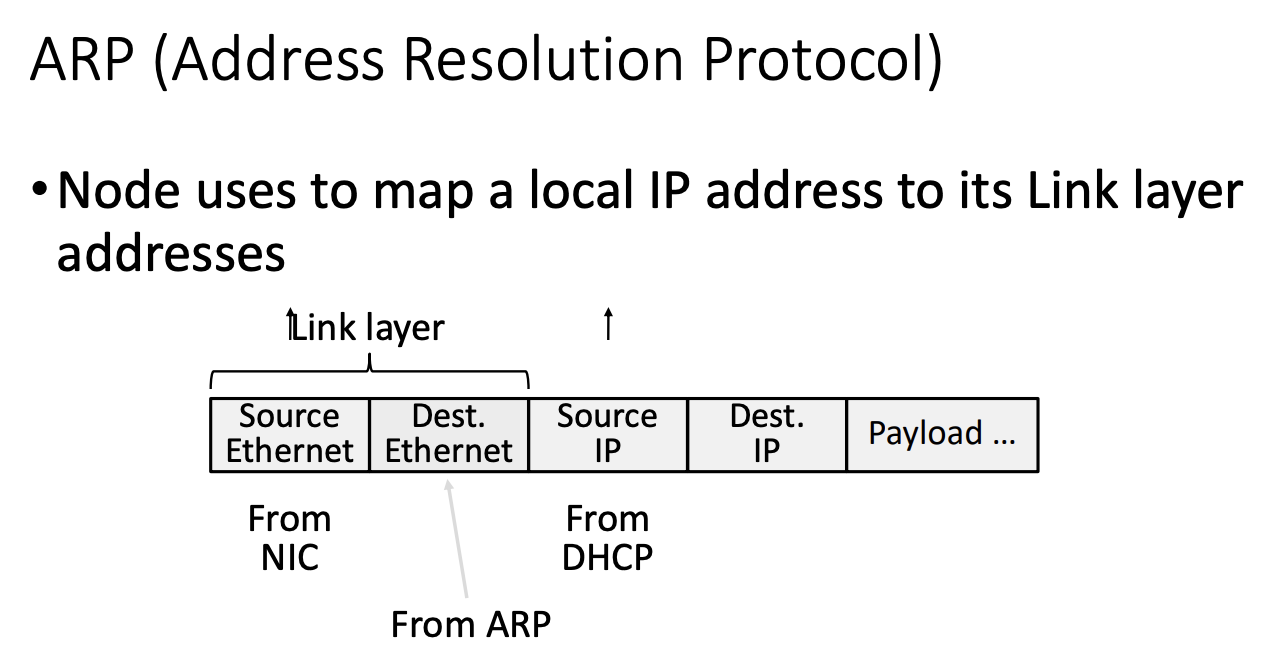 ARP (Address Resolution Protocol)
•Node uses to map a local IP address to its Link layer
addresses
Link layer
Source
Ethernet
Dest.
Ethernet
Source
IP
Dest.
IP
Payload ...
From
NIC
From
DHCP
From ARP